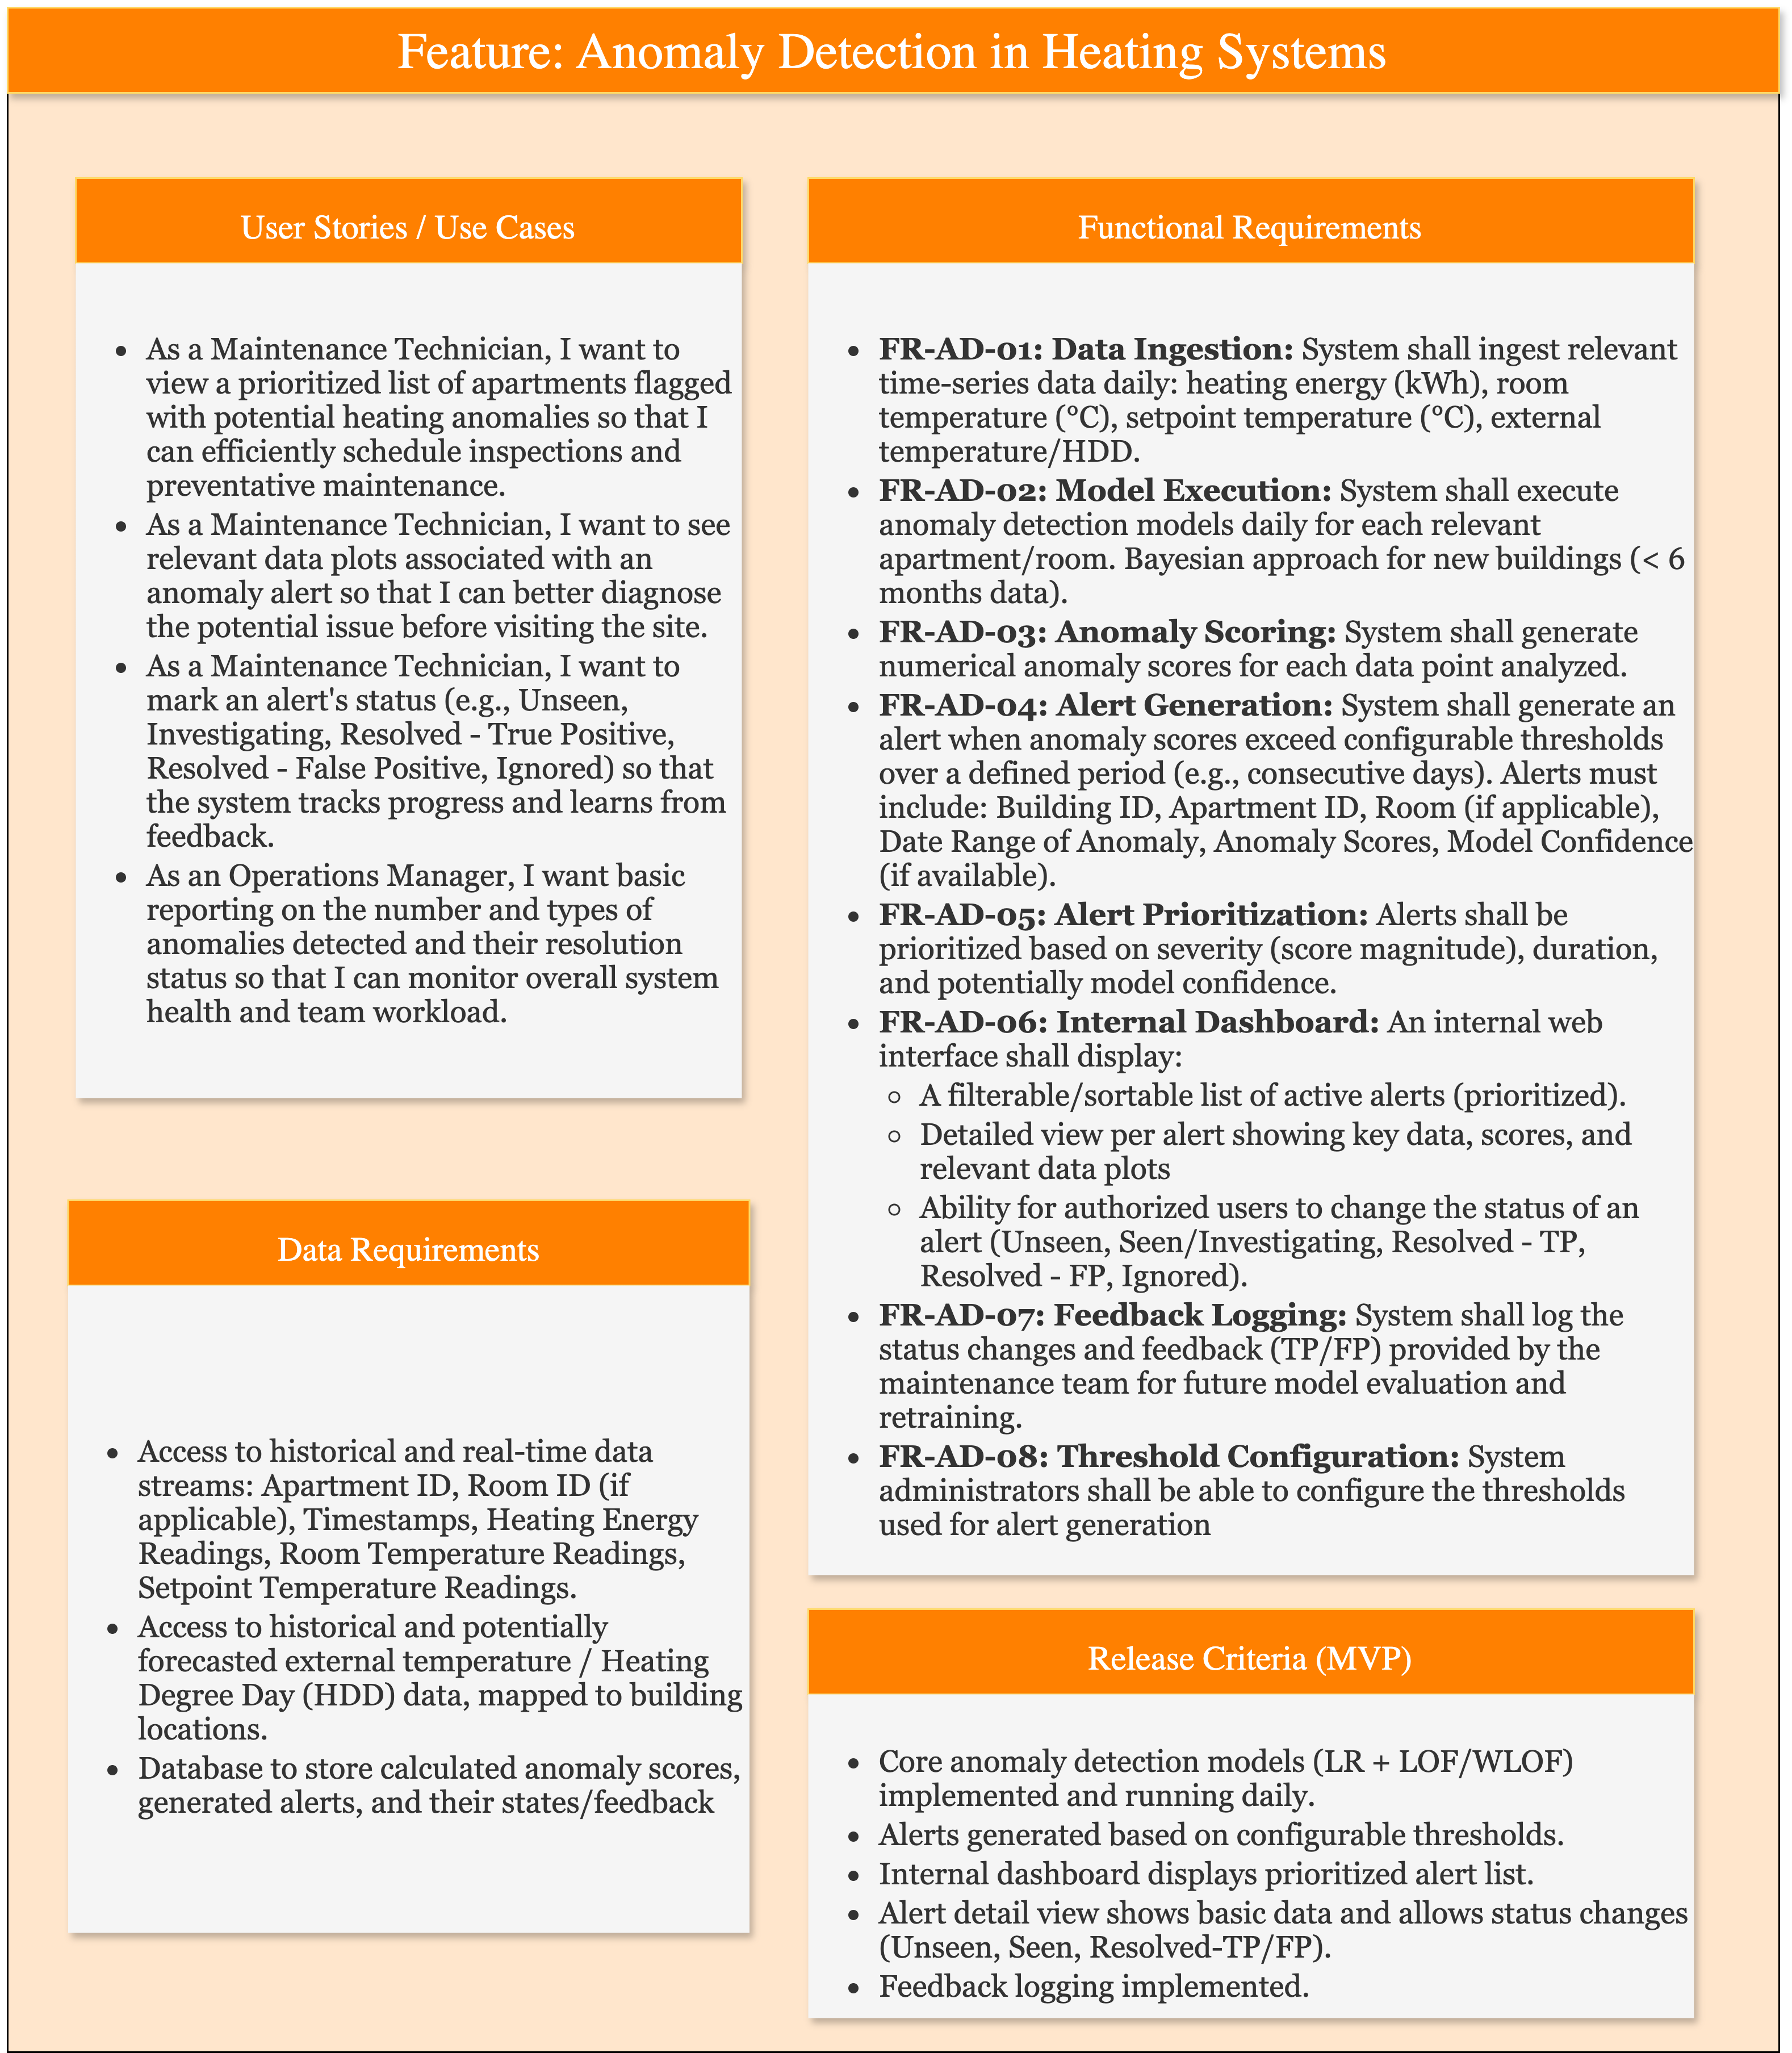 Feature: Anomaly Detection in Heating Systems
User Stories / Use Cases
• As a Maintenance Technician, I want to
view a prioritized list of apartments flagged
with potential heating anomalies so that I
can efficiently schedule inspections and
preventative maintenance.
• As a Maintenance Technician, I want to see
relevant data plots associated with an
anomaly alert so that I can better diagnose
the potential issue before visiting the site.
• As a Maintenance Technician, I want to
mark an alert's status (e.g., Unseen,
Investigating, Resolved - True Positive,
Resolved - False Positive, Ignored) so that
the system tracks progress and learns from
feedback.
• As an Operations Manager, I want basic
reporting on the number and types of
anomalies detected and their resolution
status so that I can monitor overall system
health and team workload.
Data Requirements
• Access to historical and real-time data
streams: Apartment ID, Room ID (if
applicable), Timestamps, Heating Energy
Readings, Room Temperature Readings,
Setpoint Temperature Readings.
• Access to historical and potentially
forecasted external temperature / Heating
Degree Day (HDD) data, mapped to building
locations.
• Database to store calculated anomaly scores,
generated alerts, and their states/feedback
Functional Requirements
• FR-AD-01: Data Ingestion: System shall ingest relevant
time-series data daily: heating energy (kWh), room
temperature (°C), setpoint temperature (°C), external
temperature/HDD.
• FR-AD-02: Model Execution: System shall execute
anomaly detection models daily for each relevant
apartment/room. Bayesian approach for new buildings (< 6
months data).
• FR-AD-03: Anomaly Scoring: System shall generate
numerical anomaly scores for each data point analyzed.
• FR-AD-04: Alert Generation: System shall generate an
alert when anomaly scores exceed configurable thresholds
over a defined period (e.g., consecutive days). Alerts must
include: Building ID, Apartment ID, Room (if applicable),
Date Range of Anomaly, Anomaly Scores, Model Confidence
(if available).
• FR-AD-05: Alert Prioritization: Alerts shall be
prioritized based on severity (score magnitude), duration,
and potentially model confidence.
• FR-AD-06: Internal Dashboard: An internal web
interface shall display:
◦ A filterable/sortable list of active alerts (prioritized).
◦ Detailed view per alert showing key data, scores, and
relevant data plots
◦ Ability for authorized users to change the status of an
alert (Unseen, Seen/Investigating, Resolved - TP,
Resolved - FP, Ignored).
• FR-AD-07: Feedback Logging: System shall log the
status changes and feedback (TP/FP) provided by the
maintenance team for future model evaluation and
retraining.
• FR-AD-08: Threshold Configuration: System
administrators shall be able to configure the thresholds
used for alert generation
Release Criteria (MVP)
• Core anomaly detection models (LR + LOF/WLOF)
implemented and running daily.
• Alerts generated based on configurable thresholds.
• Internal dashboard displays prioritized alert list.
• Alert detail view shows basic data and allows status changes
(Unseen, Seen, Resolved-TP/FP).
• Feedback logging implemented.